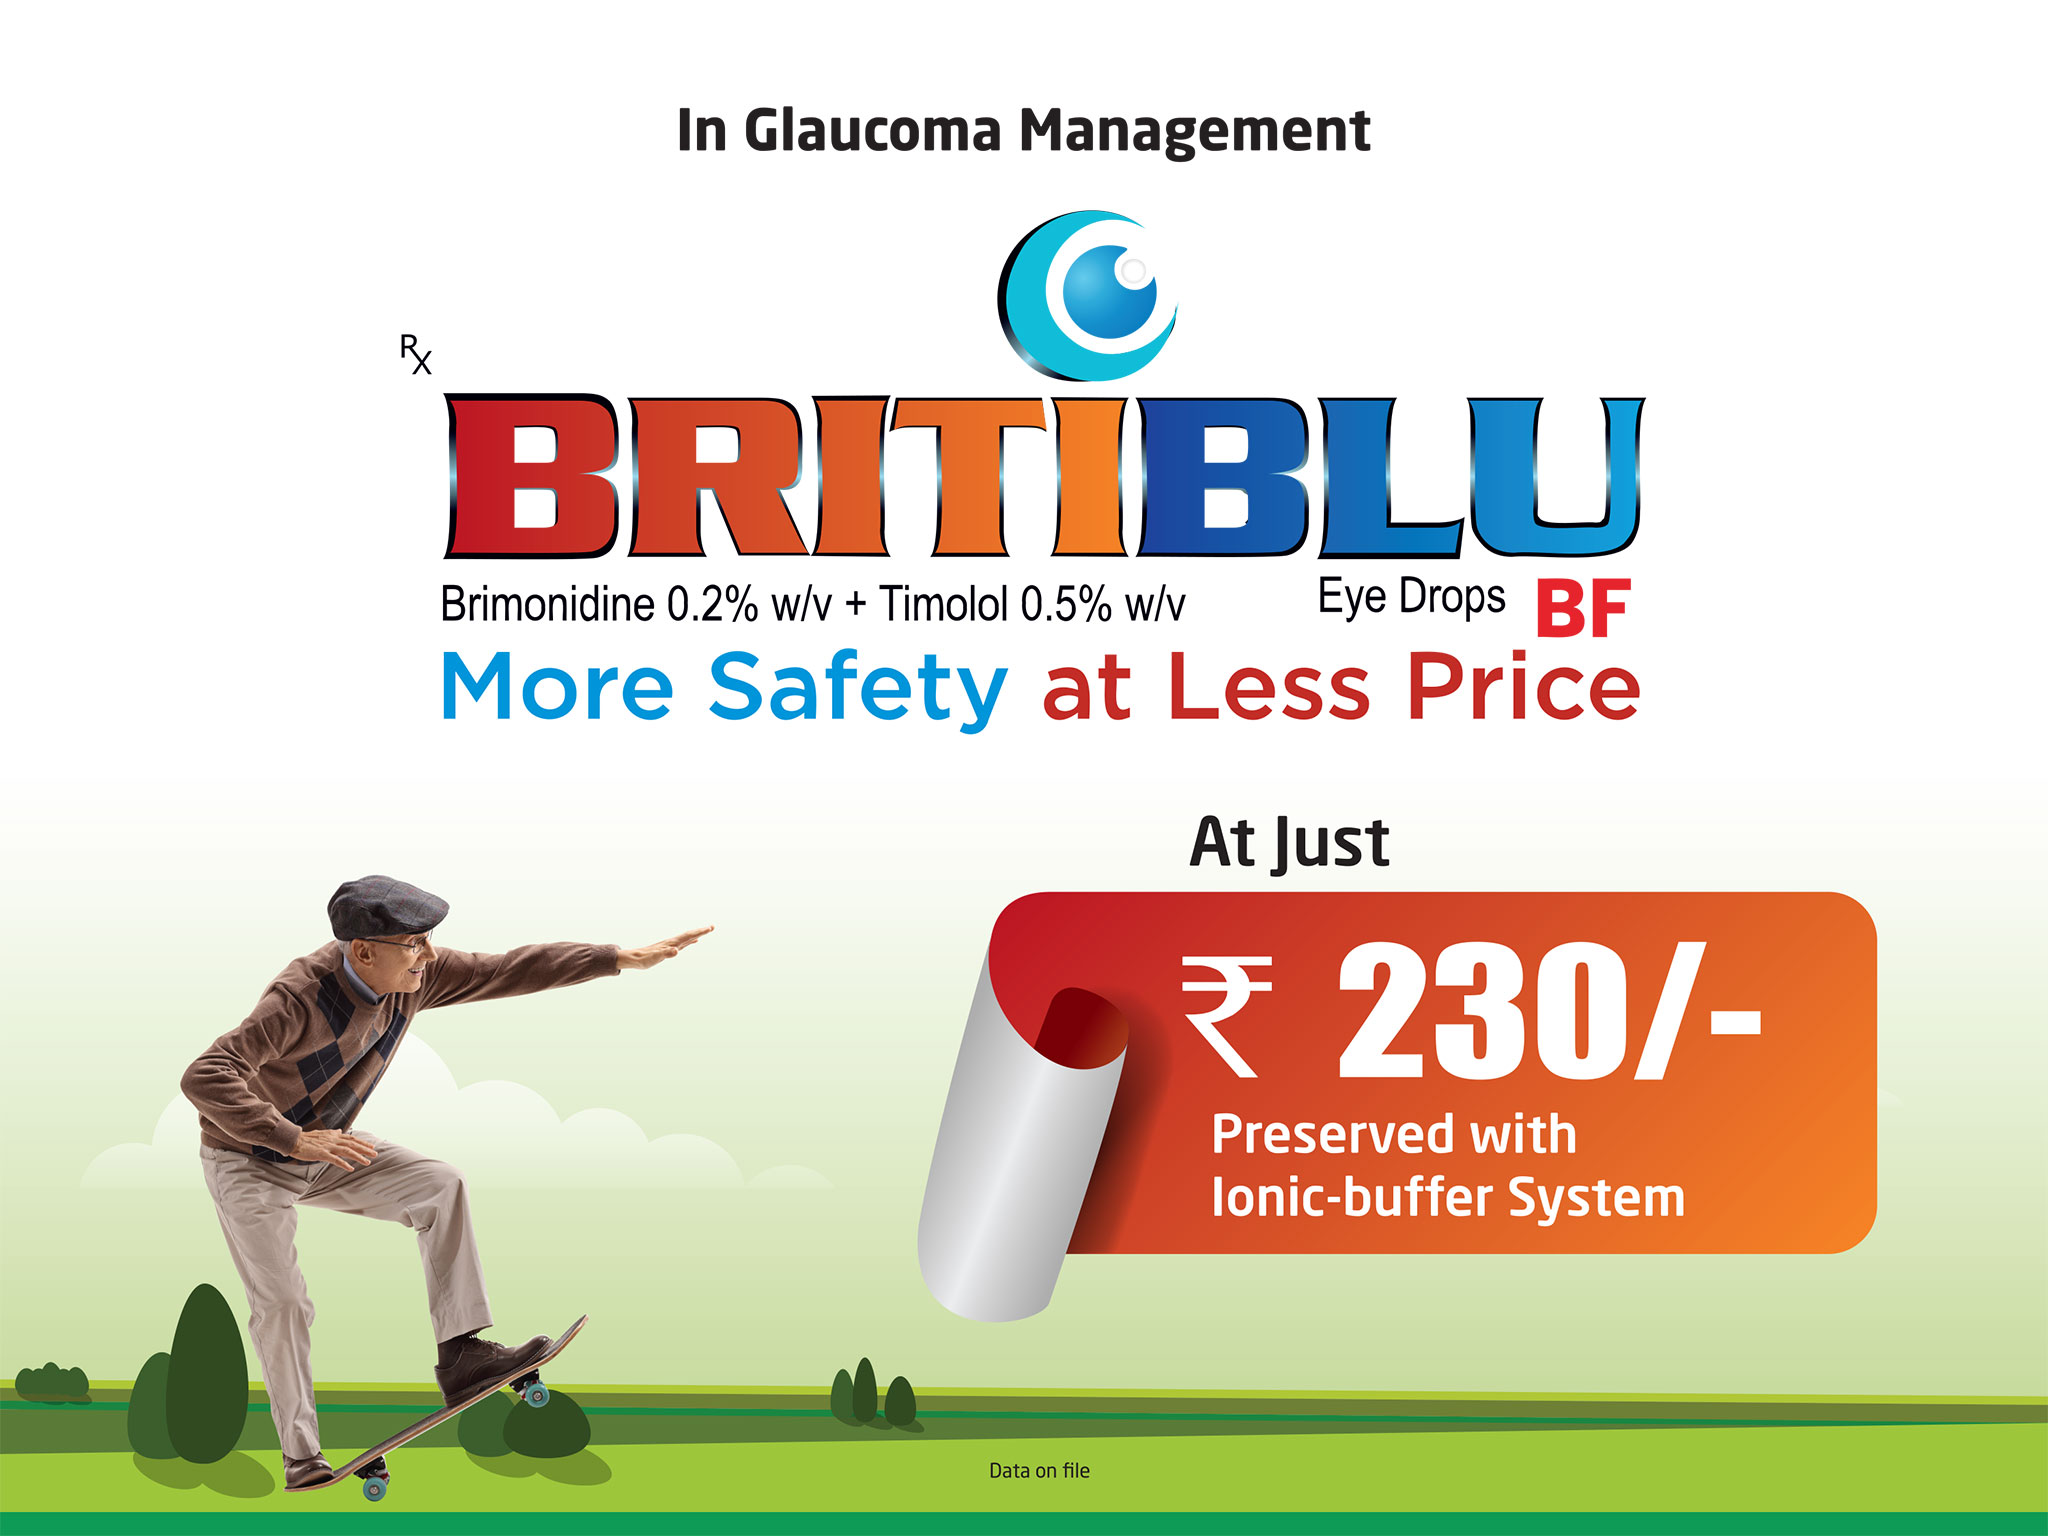 In Glaucoma Management
Rx
BRITIBLU
Brimonidine 0.2% w/v + Timolol 0.5% w/v Eye Drops BF
More Safety at Less Price
At Just
₹ 230/-
Preserved with
Ionic-buffer System
Data on file